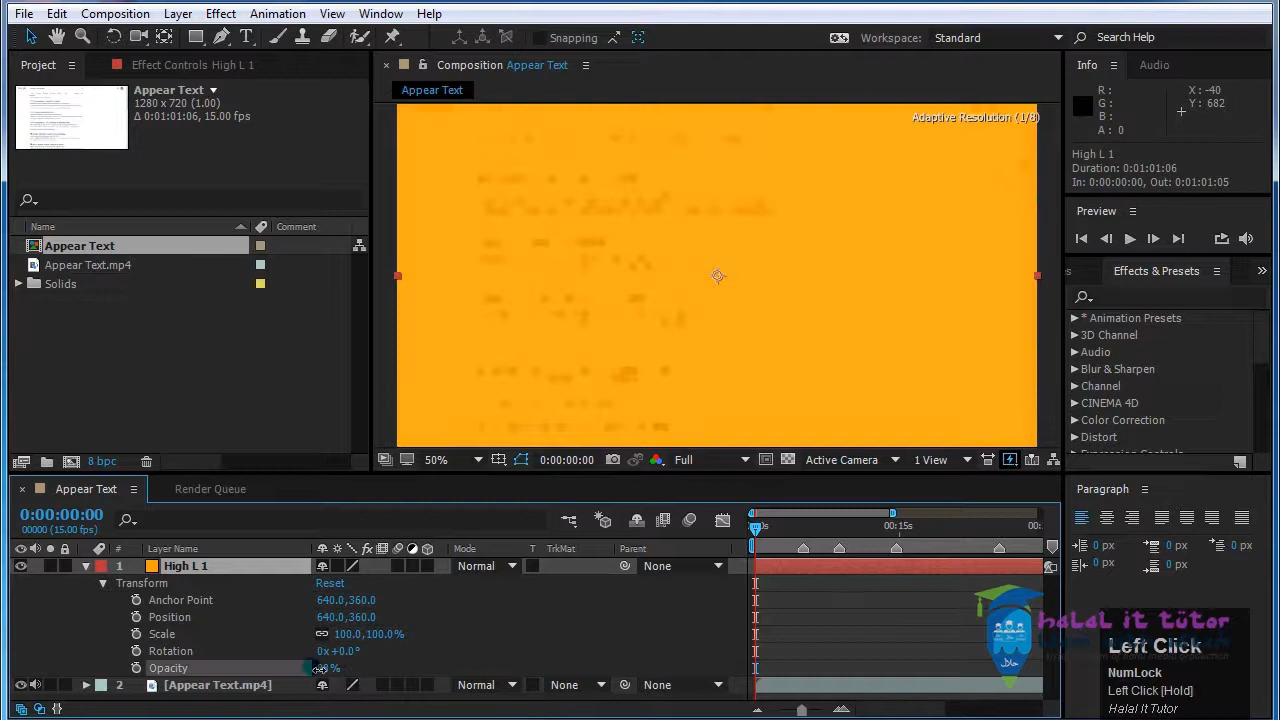 File Edit Composition Layer Effect Animation View Window Help
Snapping
Workspace: Standard
Search Help
Project
Effect Controls High L 1
Composition Appear Text
Info
Audio
Appear Text
Appear Text
1280 x 720 (1.00)
fps
Adaptive Resolution (1/8)
R :
G :
B :
A : 0
X : -40
682
High L 1
Duration: 0:01:01:06
In: 0:00:00:00, Out: 0:01:01:05
Preview
Name
Comment
Appear Text
Appear Text.mp4
Solids
Effects & Presets
* Animation Presets
3D Channel
Audio
Blur & Sharpen
Channel
CINEMA 4D
Color Correction
Distort
8 bpc
50%
0:00:00:00
Full
Active Camera
1 View
Appear Text
Render Queue
Paragraph
0:00:00:00
00000 (15.00 fps)
00:15s
# Layer Name
Mode
T TrkMat
Parent
0 px
0 px
0 px
0 px
0 px
1 High L 1
Normal
None
Transform
Reset
Anchor Point
640.0,360.0
Position
640.0,360.0
Scale
100.0,100.0%
Rotation
0x+0.0°
Opacity
2 [Appear Text.mp4]
Normal
None
None
halal it tutor
حلال
Left Click
NumLock
Left Click [Hold]
Halal It Tutor